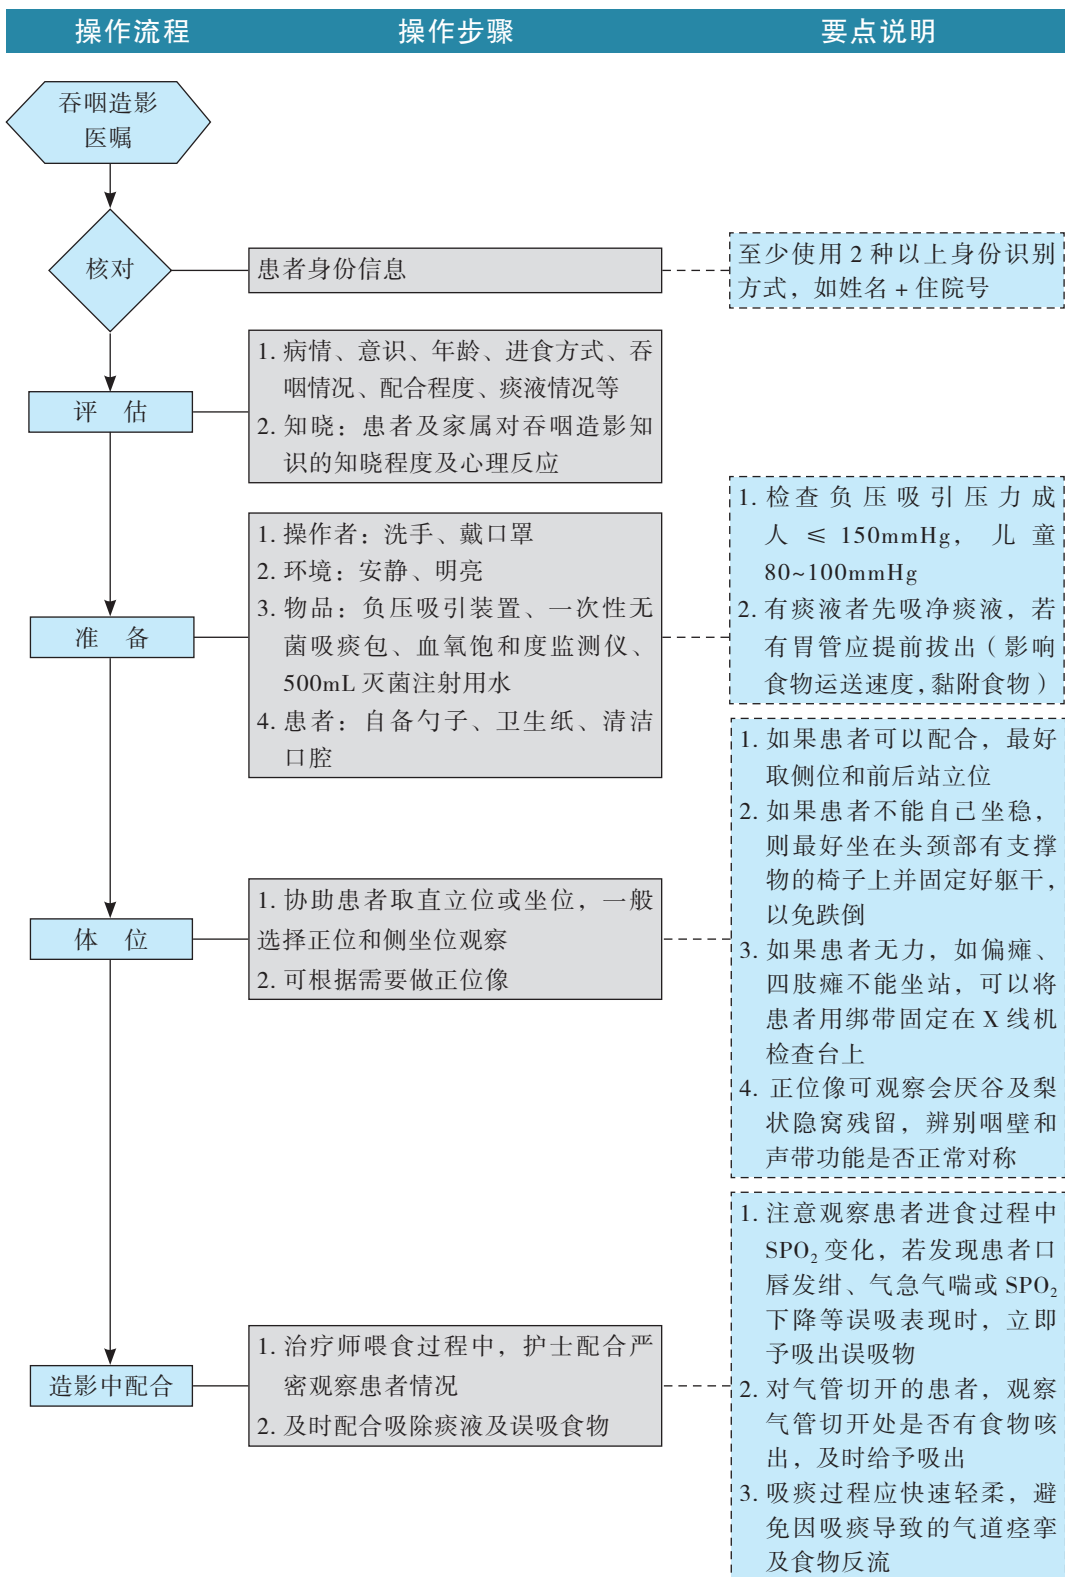 操作流程
操作步骤
要点说明
吞咽造影
医嘱
核对
患者身份信息
至少使用 2 种以上身份识别
方式，如姓名 + 住院号
评 估
1. 病情、意识、年龄、进食方式、吞
咽情况、配合程度、痰液情况等
2. 知晓：患者及家属对吞咽造影知
识的知晓程度及心理反应
准 备
1. 操作者：洗手、戴口罩
2. 环境：安静、明亮
3. 物品：负压吸引装置、一次性无
菌吸痰包、血氧饱和度监测仪、
500mL 灭菌注射用水
4. 患者：自备勺子、卫生纸、清洁
口腔
1. 检查负压吸引压力成
人 ≤ 150mmHg，儿童
80~100mmHg
2. 有痰液者先吸净痰液，若
有胃管应提前拔出（影响
食物运送速度，黏附食物）
体 位
1. 协助患者取直立位或坐位，一般
选择正位和侧坐位观察
2. 可根据需要做正位像
1. 如果患者可以配合，最好
取侧位和前后站立位
2. 如果患者不能自己坐稳，
则最好坐在头颈部有支撑
物的椅子上并固定好躯干，
以免跌倒
3. 如果患者无力，如偏瘫、
四肢瘫不能坐站，可以将
患者用绑带固定在 X 线机
检查台上
4. 正位像可观察会厌谷及梨
状隐窝残留，辨别咽壁和
声带功能是否正常对称
造影中配合
1. 治疗师喂食过程中，护士配合严
密观察患者情况
2. 及时配合吸除痰液及误吸食物
1. 注意观察患者进食过程中
SPO₂ 变化，若发现患者口
唇发绀、气急气喘或 SPO₂
下降等误吸表现时，立即
予吸出误吸物
2. 对气管切开的患者，观察
气管切开处是否有食物咳
出，及时给予吸出
3. 吸痰过程应快速轻柔，避
免因吸痰导致的气道痉挛
及食物反流